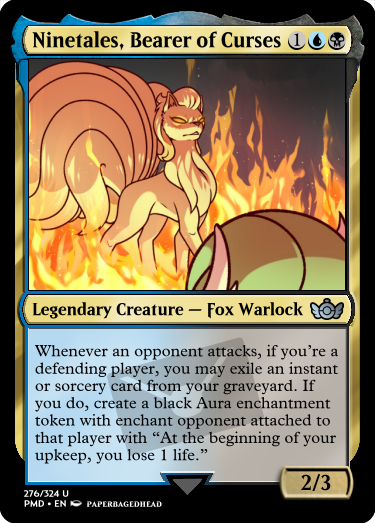 Ninetales, Bearer of Curses 1
Legendary Creature — Fox Warlock
Whenever an opponent attacks, if you're a
defending player, you may exile an instant
or sorcery card from your graveyard. If
you do, create a black Aura enchantment
token with enchant opponent attached to
that player with “At the beginning of your
upkeep, you lose 1 life.”
2/3
276/324 U
PMD • EN PAPERBAGEDHEAD